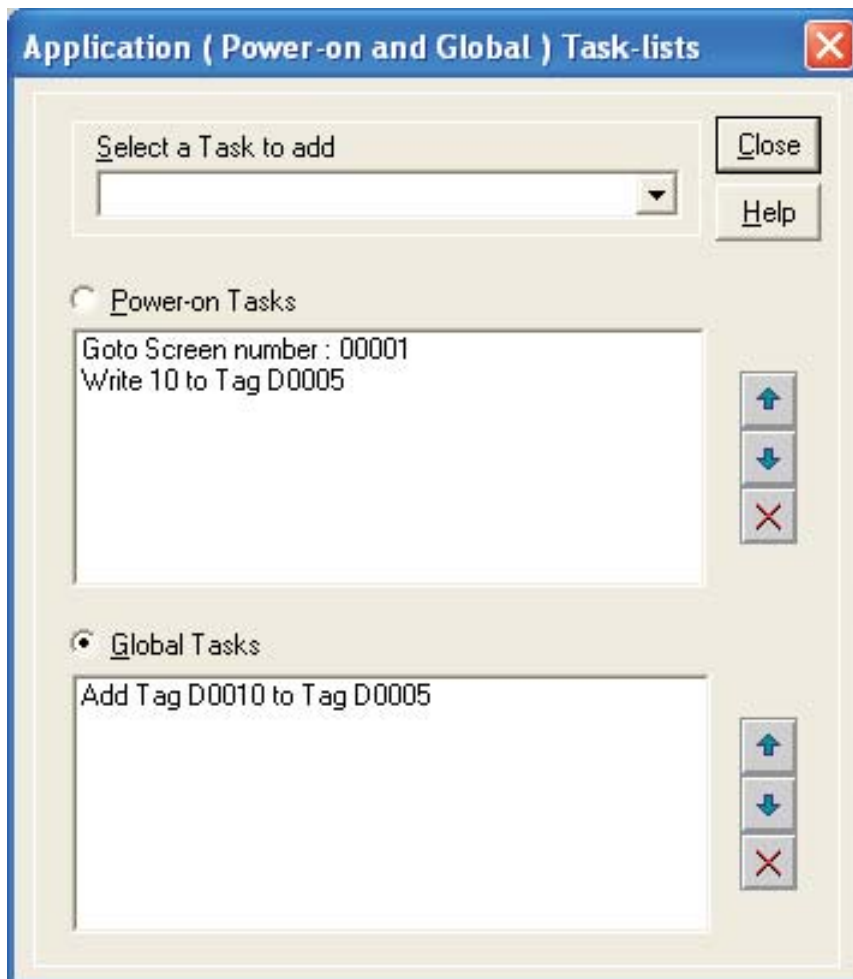 Application ( Power-on and Global ) Task-lists
Select a Task to add
Close
Help
Power-on Tasks
Goto Screen number : 00001
Write 10 to Tag D0005
Global Tasks
Add Tag D0010 to Tag D0005